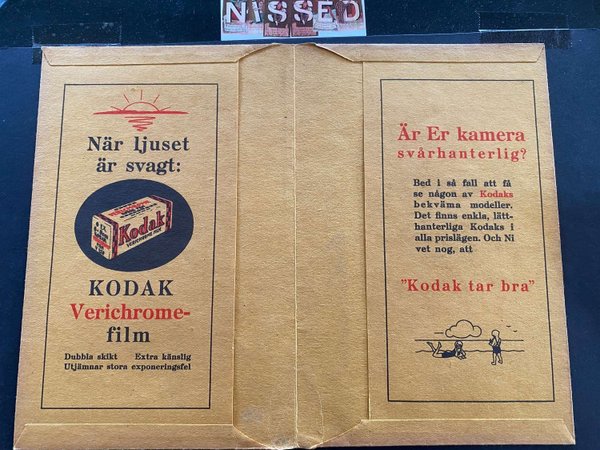 NISSED
När ljuset
är svagt:
Kodak
VERICHROME FILM
KODAK
Verichrome-
film
Dubbla skikt Extra känslig
Utjämnar stora exponeringsfel
Är Er kamera
svårhanterlig?
Bed i så fall att få
se någon av Kodaks
bekväma modeller.
Det finns enkla, lätt-
hanterliga Kodaks i
alla prislägen. Och Ni
vet nog, att
"Kodak tar bra"